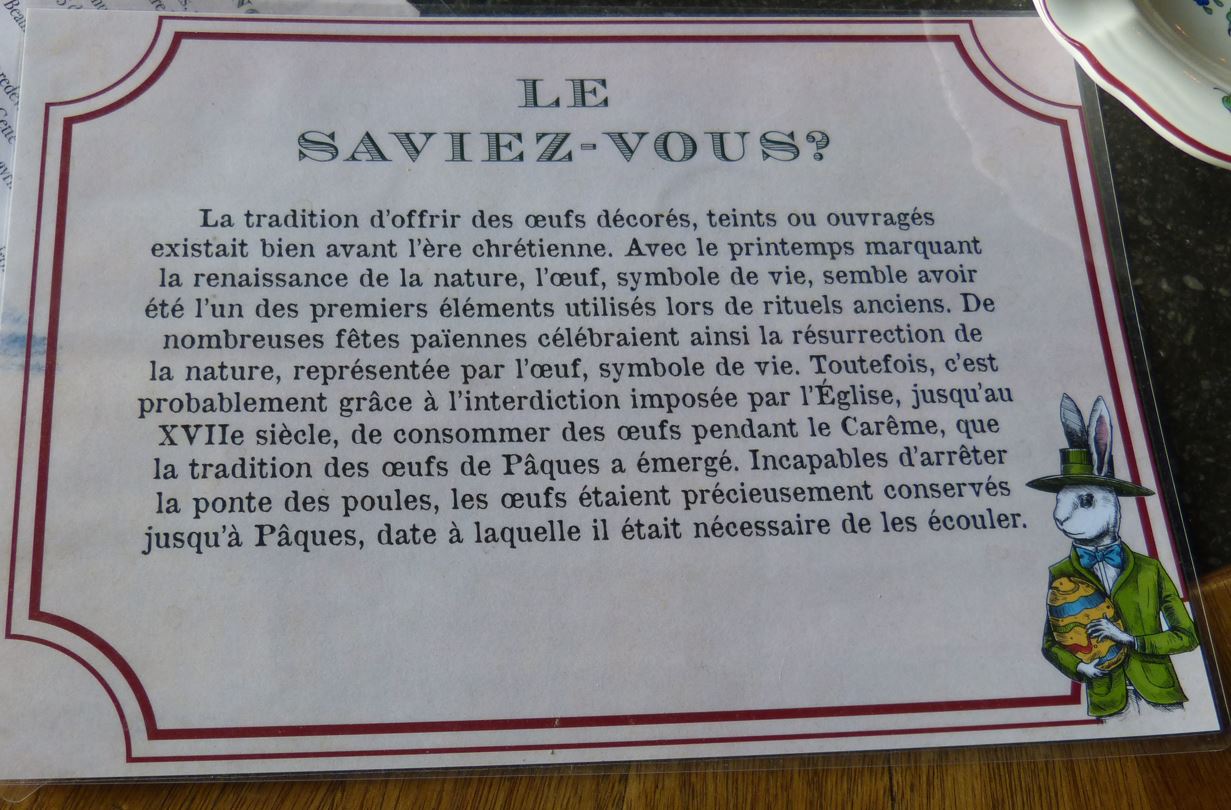 LE
SAVIEZ-VOUS?
La tradition d'offrir des œufs décorés, teints ou ouvragés
existait bien avant l'ère chrétienne. Avec le printemps marquant
la renaissance de la nature, l'œuf, symbole de vie, semble avoir
été l'un des premiers éléments utilisés lors de rituels anciens. De
nombreuses fêtes païennes célébraient ainsi la résurrection de
la nature, représentée par l'œuf, symbole de vie. Toutefois, c'est
probablement grâce à l'interdiction imposée par l'Église, jusqu'au
XVIIe siècle, de consommer des œufs pendant le Carême, que
la tradition des œufs de Pâques a émergé. Incapables d'arrêter
la ponte des poules, les œufs étaient précieusement conservés
jusqu'à Pâques, date à laquelle il était nécessaire de les écouler.